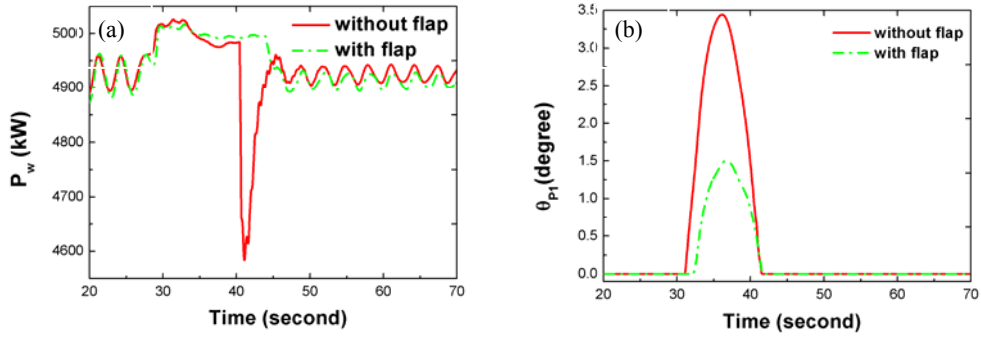 (a)
without flap
with flap
5000
4900
4800
4700
4600
P_w (kW)
20 30 40 50 60 70
Time (second)
(b)
without flap
with flap
3.5
3.0
2.5
2.0
1.5
1.0
0.5
0.0
θ_P1(degree)
20 30 40 50 60 70
Time (second)